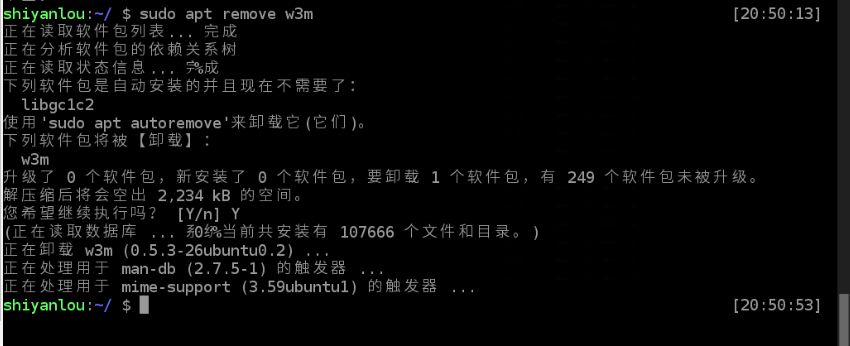 shiyanlou:~/ $ sudo apt remove w3m [20:50:13]
正在读取软件包列表... 完成
正在分析软件包的依赖关系树
正在读取状态信息... 完成
下列软件包是自动安装的并且现在不需要了：
libgc1c2
使用'sudo apt autoremove'来卸载它(它们)。
下列软件包将被【卸载】：
w3m
升级了 0 个软件包，新安装了 0 个软件包，要卸载 1 个软件包，有 249 个软件包未被升级。
解压缩后将会空出 2,234 kB 的空间。
您希望继续执行吗？ [Y/n] Y
(正在读取数据库 ... 系统当前共安装有 107666 个文件和目录。)
正在卸载 w3m (0.5.3-26ubuntu0.2) ...
正在处理用于 man-db (2.7.5-1) 的触发器 ...
正在处理用于 mime-support (3.59ubuntu1) 的触发器 ...
shiyanlou:~/ $ [20:50:53]